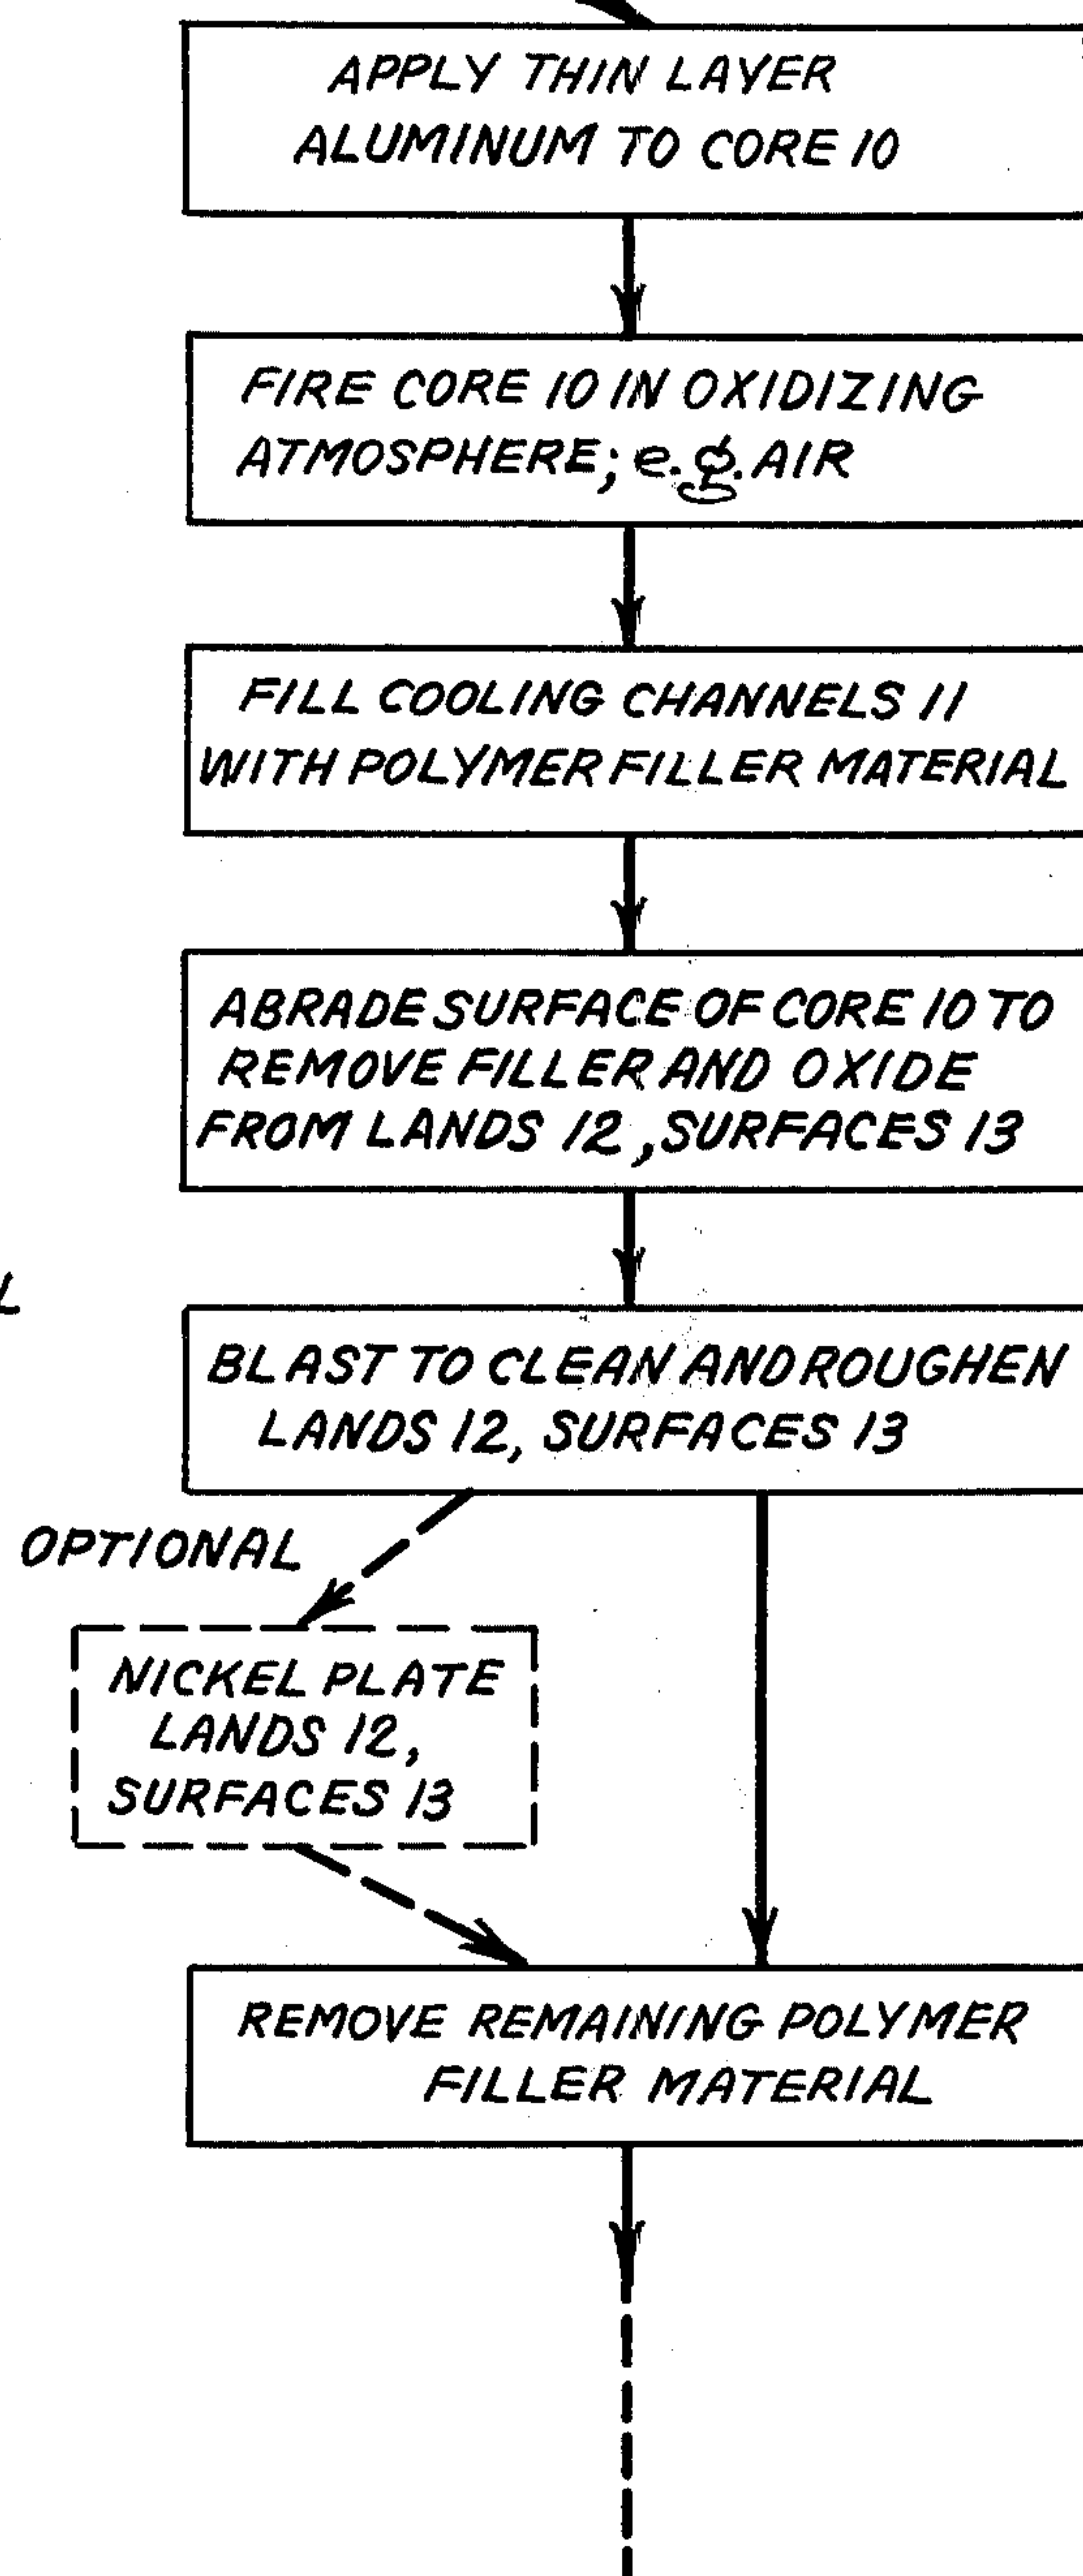 APPLY THIN LAYER
ALUMINUM TO CORE 10
FIRE CORE 10 IN OXIDIZING
ATMOSPHERE; e.g. AIR
FILL COOLING CHANNELS 11
WITH POLYMER FILLER MATERIAL
ABRADE SURFACE OF CORE 10 TO
REMOVE FILLER AND OXIDE
FROM LANDS 12, SURFACES 13
L
BLAST TO CLEAN AND ROUGHEN
LANDS 12, SURFACES 13
OPTIONAL
NICKEL PLATE
LANDS 12,
SURFACES 13
REMOVE REMAINING POLYMER
FILLER MATERIAL